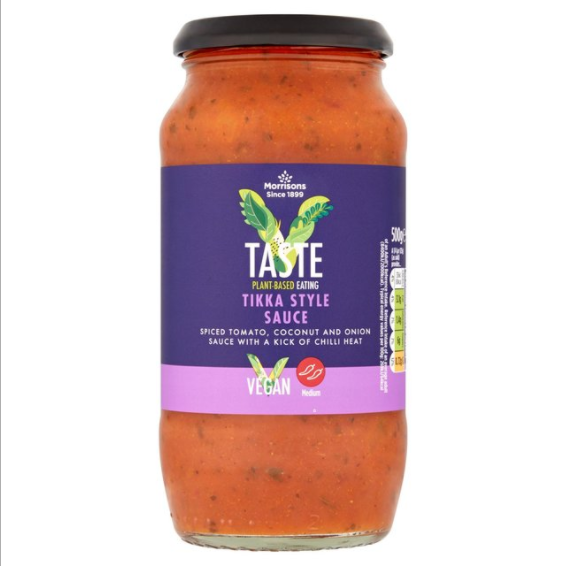 Morrisons
Since 1899
V
TASTE
PLANT-BASED EATING
TIKKA STYLE
SAUCE
SPICED TOMATO, COCONUT AND ONION
SAUCE WITH A KICK OF CHILLI HEAT
VEGAN
Medium
500g